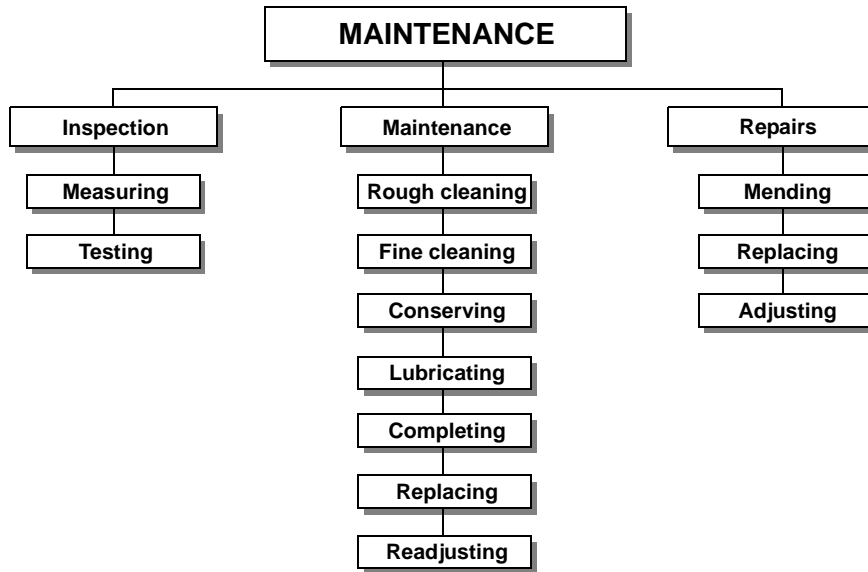 MAINTENANCE
Inspection
Measuring
Testing
Maintenance
Rough cleaning
Fine cleaning
Conserving
Lubricating
Completing
Replacing
Readjusting
Repairs
Mending
Replacing
Adjusting